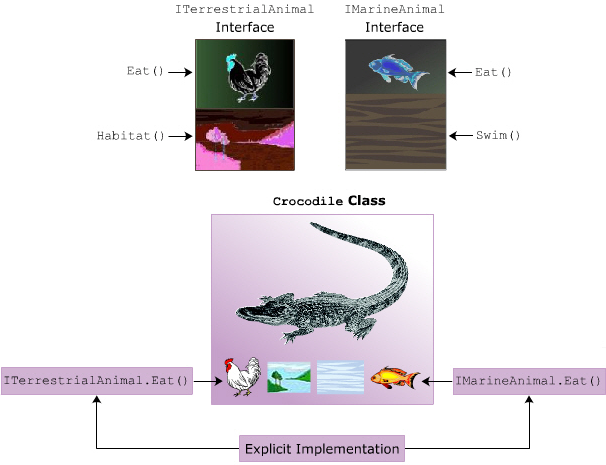 ITerrestrialAnimal
Interface
IMarineAnimal
Interface
Eat()
Eat()
Habitat()
Swim()
Crocodile Class
ITerrestrialAnimal.Eat()
IMarineAnimal.Eat()
Explicit Implementation